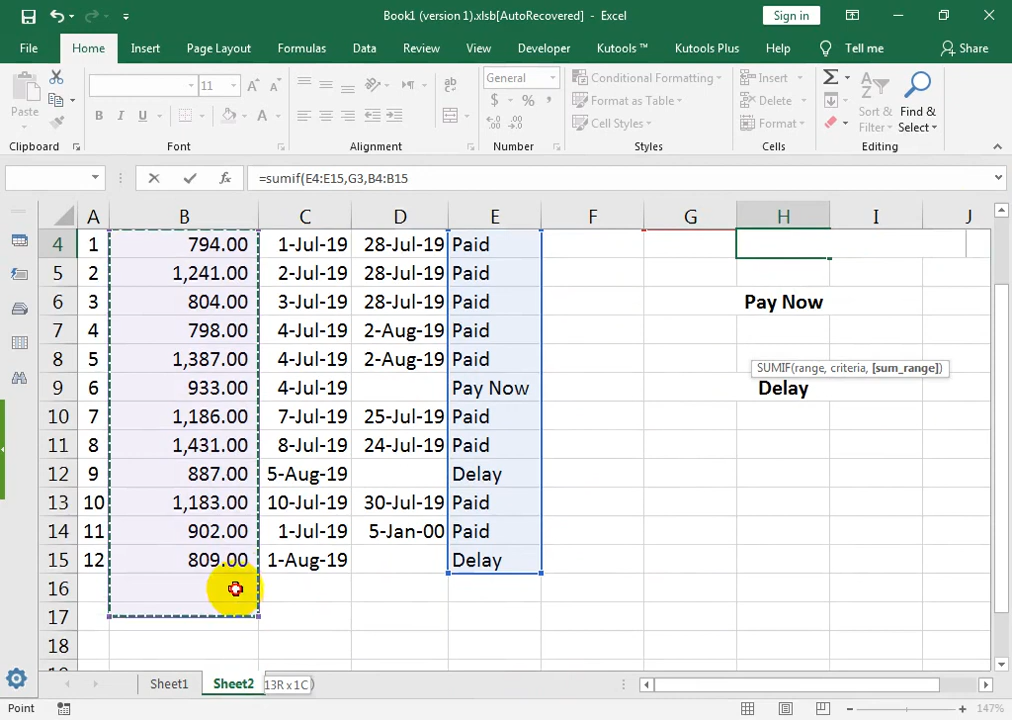 Book1 (version 1).xlsb[AutoRecovered] - Excel
Sign in
File Home Insert Page Layout Formulas Data Review View Developer Kutools ™ Kutools Plus Help Tell me Share
11 A A ab General Conditional Formatting Insert Σ
Paste B I U A $ % , Format as Table Delete Sort & Find &
Cell Styles Format Filter Select
Clipboard Font Alignment Number Styles Cells Editing
fx =sumif(E4:E15,G3,B4:B15
A B C D E F G H I J
4 1 794.00 1-Jul-19 28-Jul-19 Paid
5 2 1,241.00 2-Jul-19 28-Jul-19 Paid
6 3 804.00 3-Jul-19 28-Jul-19 Paid Pay Now
7 4 798.00 4-Jul-19 2-Aug-19 Paid
8 5 1,387.00 4-Jul-19 2-Aug-19 Paid
SUMIF(range, criteria, [sum_range])
9 6 933.00 4-Jul-19 Pay Now Delay
10 7 1,186.00 7-Jul-19 25-Jul-19 Paid
11 8 1,431.00 8-Jul-19 24-Jul-19 Paid
12 9 887.00 5-Aug-19 Delay
13 10 1,183.00 10-Jul-19 30-Jul-19 Paid
14 11 902.00 1-Jul-19 5-Jan-00 Paid
15 12 809.00 1-Aug-19 Delay
16
17
18
Sheet1 Sheet2 13R x 1C
Point 147%